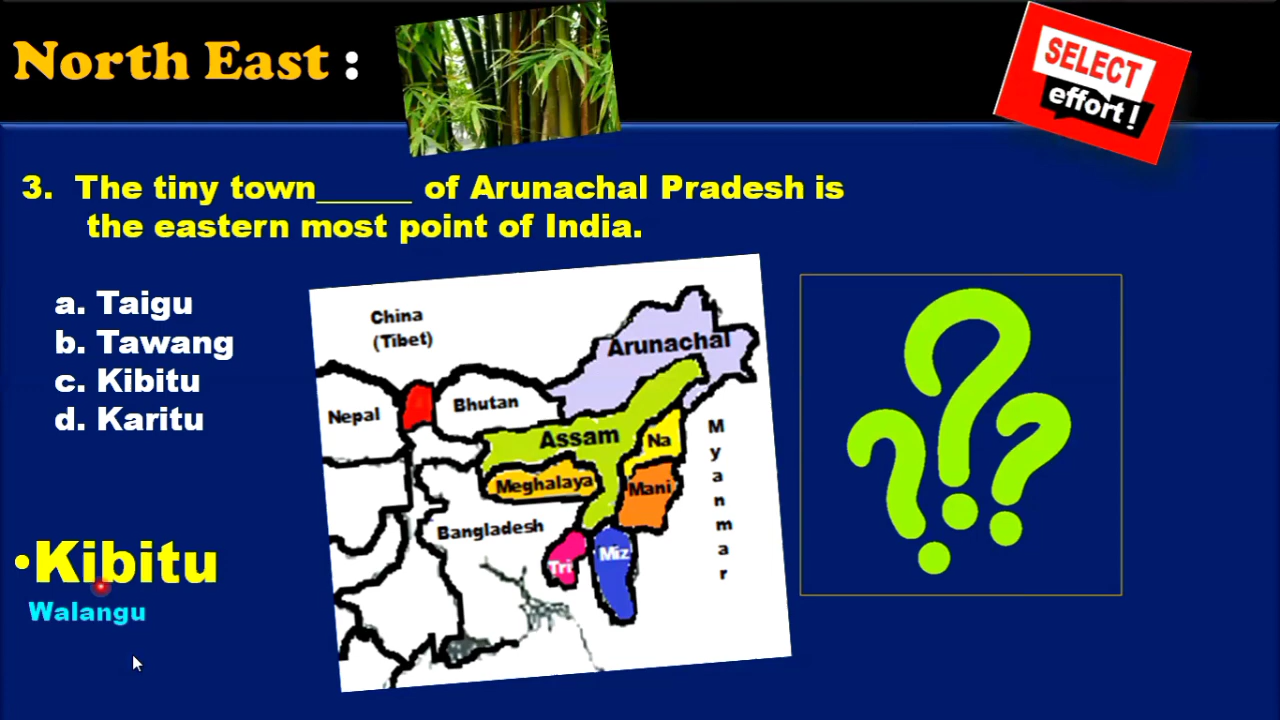 North East :
SELECT
effort !
3. The tiny town______ of Arunachal Pradesh is
the eastern most point of India.
a. Taigu
b. Tawang
c. Kibitu
d. Karitu
China
(Tibet)
Arunachal
Nepal
Bhutan
Assam
Na
Meghalaya
Mani
Bangladesh
Tri
Miz
M
y
a
n
m
a
r
•Kibitu
Walangu